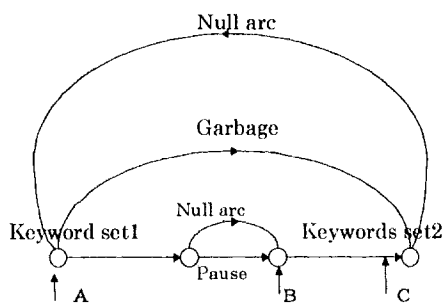 Null arc
Garbage
Null arc
Keyword set1
Keywords set2
Pause
A
B
C